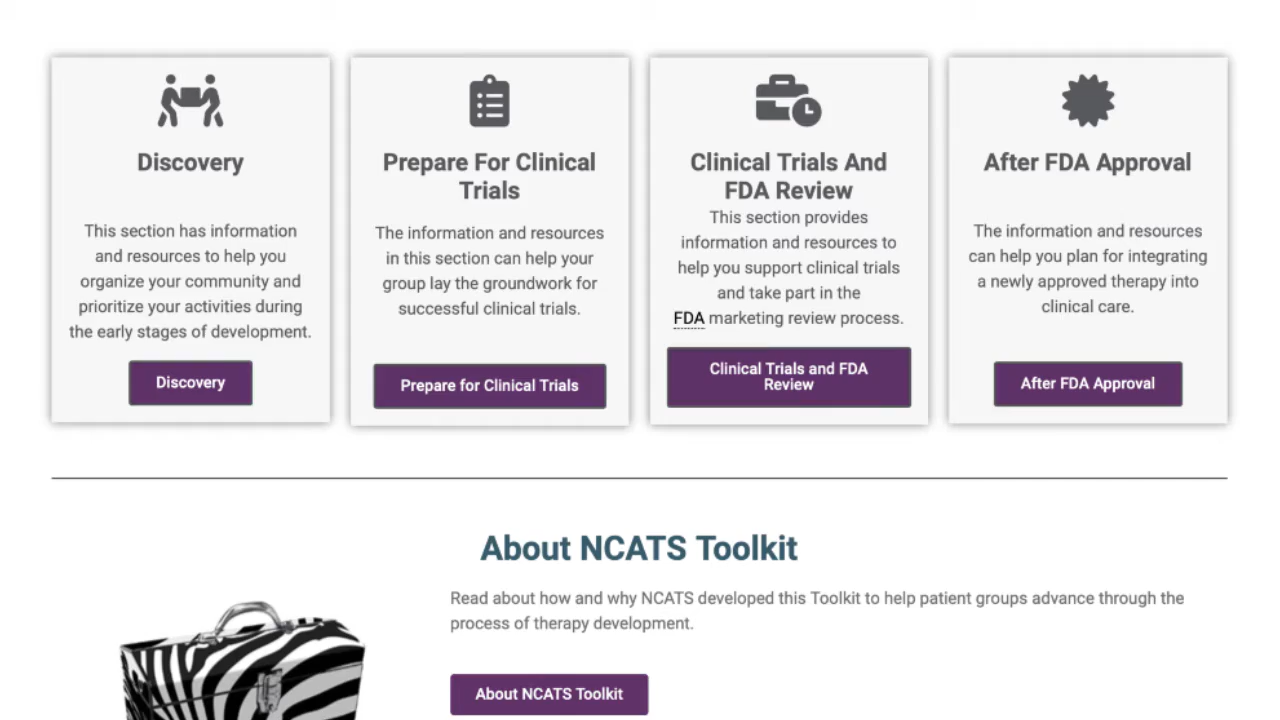 Discovery
This section has information
and resources to help you
organize your community and
prioritize your activities during
the early stages of development.
Discovery
Prepare For Clinical
Trials
The information and resources
in this section can help your
group lay the groundwork for
successful clinical trials.
Prepare for Clinical Trials
Clinical Trials And
FDA Review
This section provides
information and resources to
help you support clinical trials
and take part in the
FDA marketing review process.
Clinical Trials and FDA
Review
After FDA Approval
The information and resources
can help you plan for integrating
a newly approved therapy into
clinical care.
After FDA Approval
About NCATS Toolkit
Read about how and why NCATS developed this Toolkit to help patient groups advance through the
process of therapy development.
About NCATS Toolkit